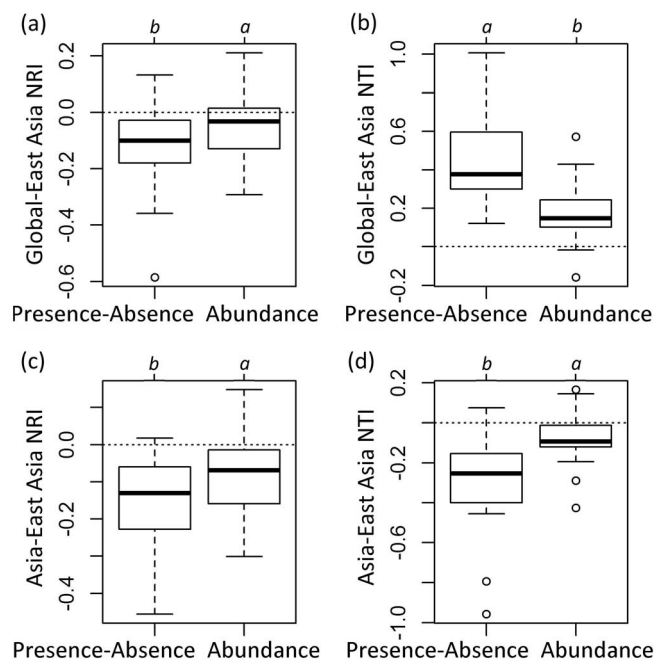 (a) b a
Global-East Asia NRI
0.2
0.0
-0.2
-0.4
-0.6
Presence-Absence Abundance
(b) a b
Global-East Asia NTI
1.0
0.6
0.2
-0.2
Presence-Absence Abundance
(c) b a
Asia-East Asia NRI
0.0
-0.2
-0.4
Presence-Absence Abundance
(d) b a
Asia-East Asia NTI
0.2
-0.2
-0.6
-1.0
Presence-Absence Abundance